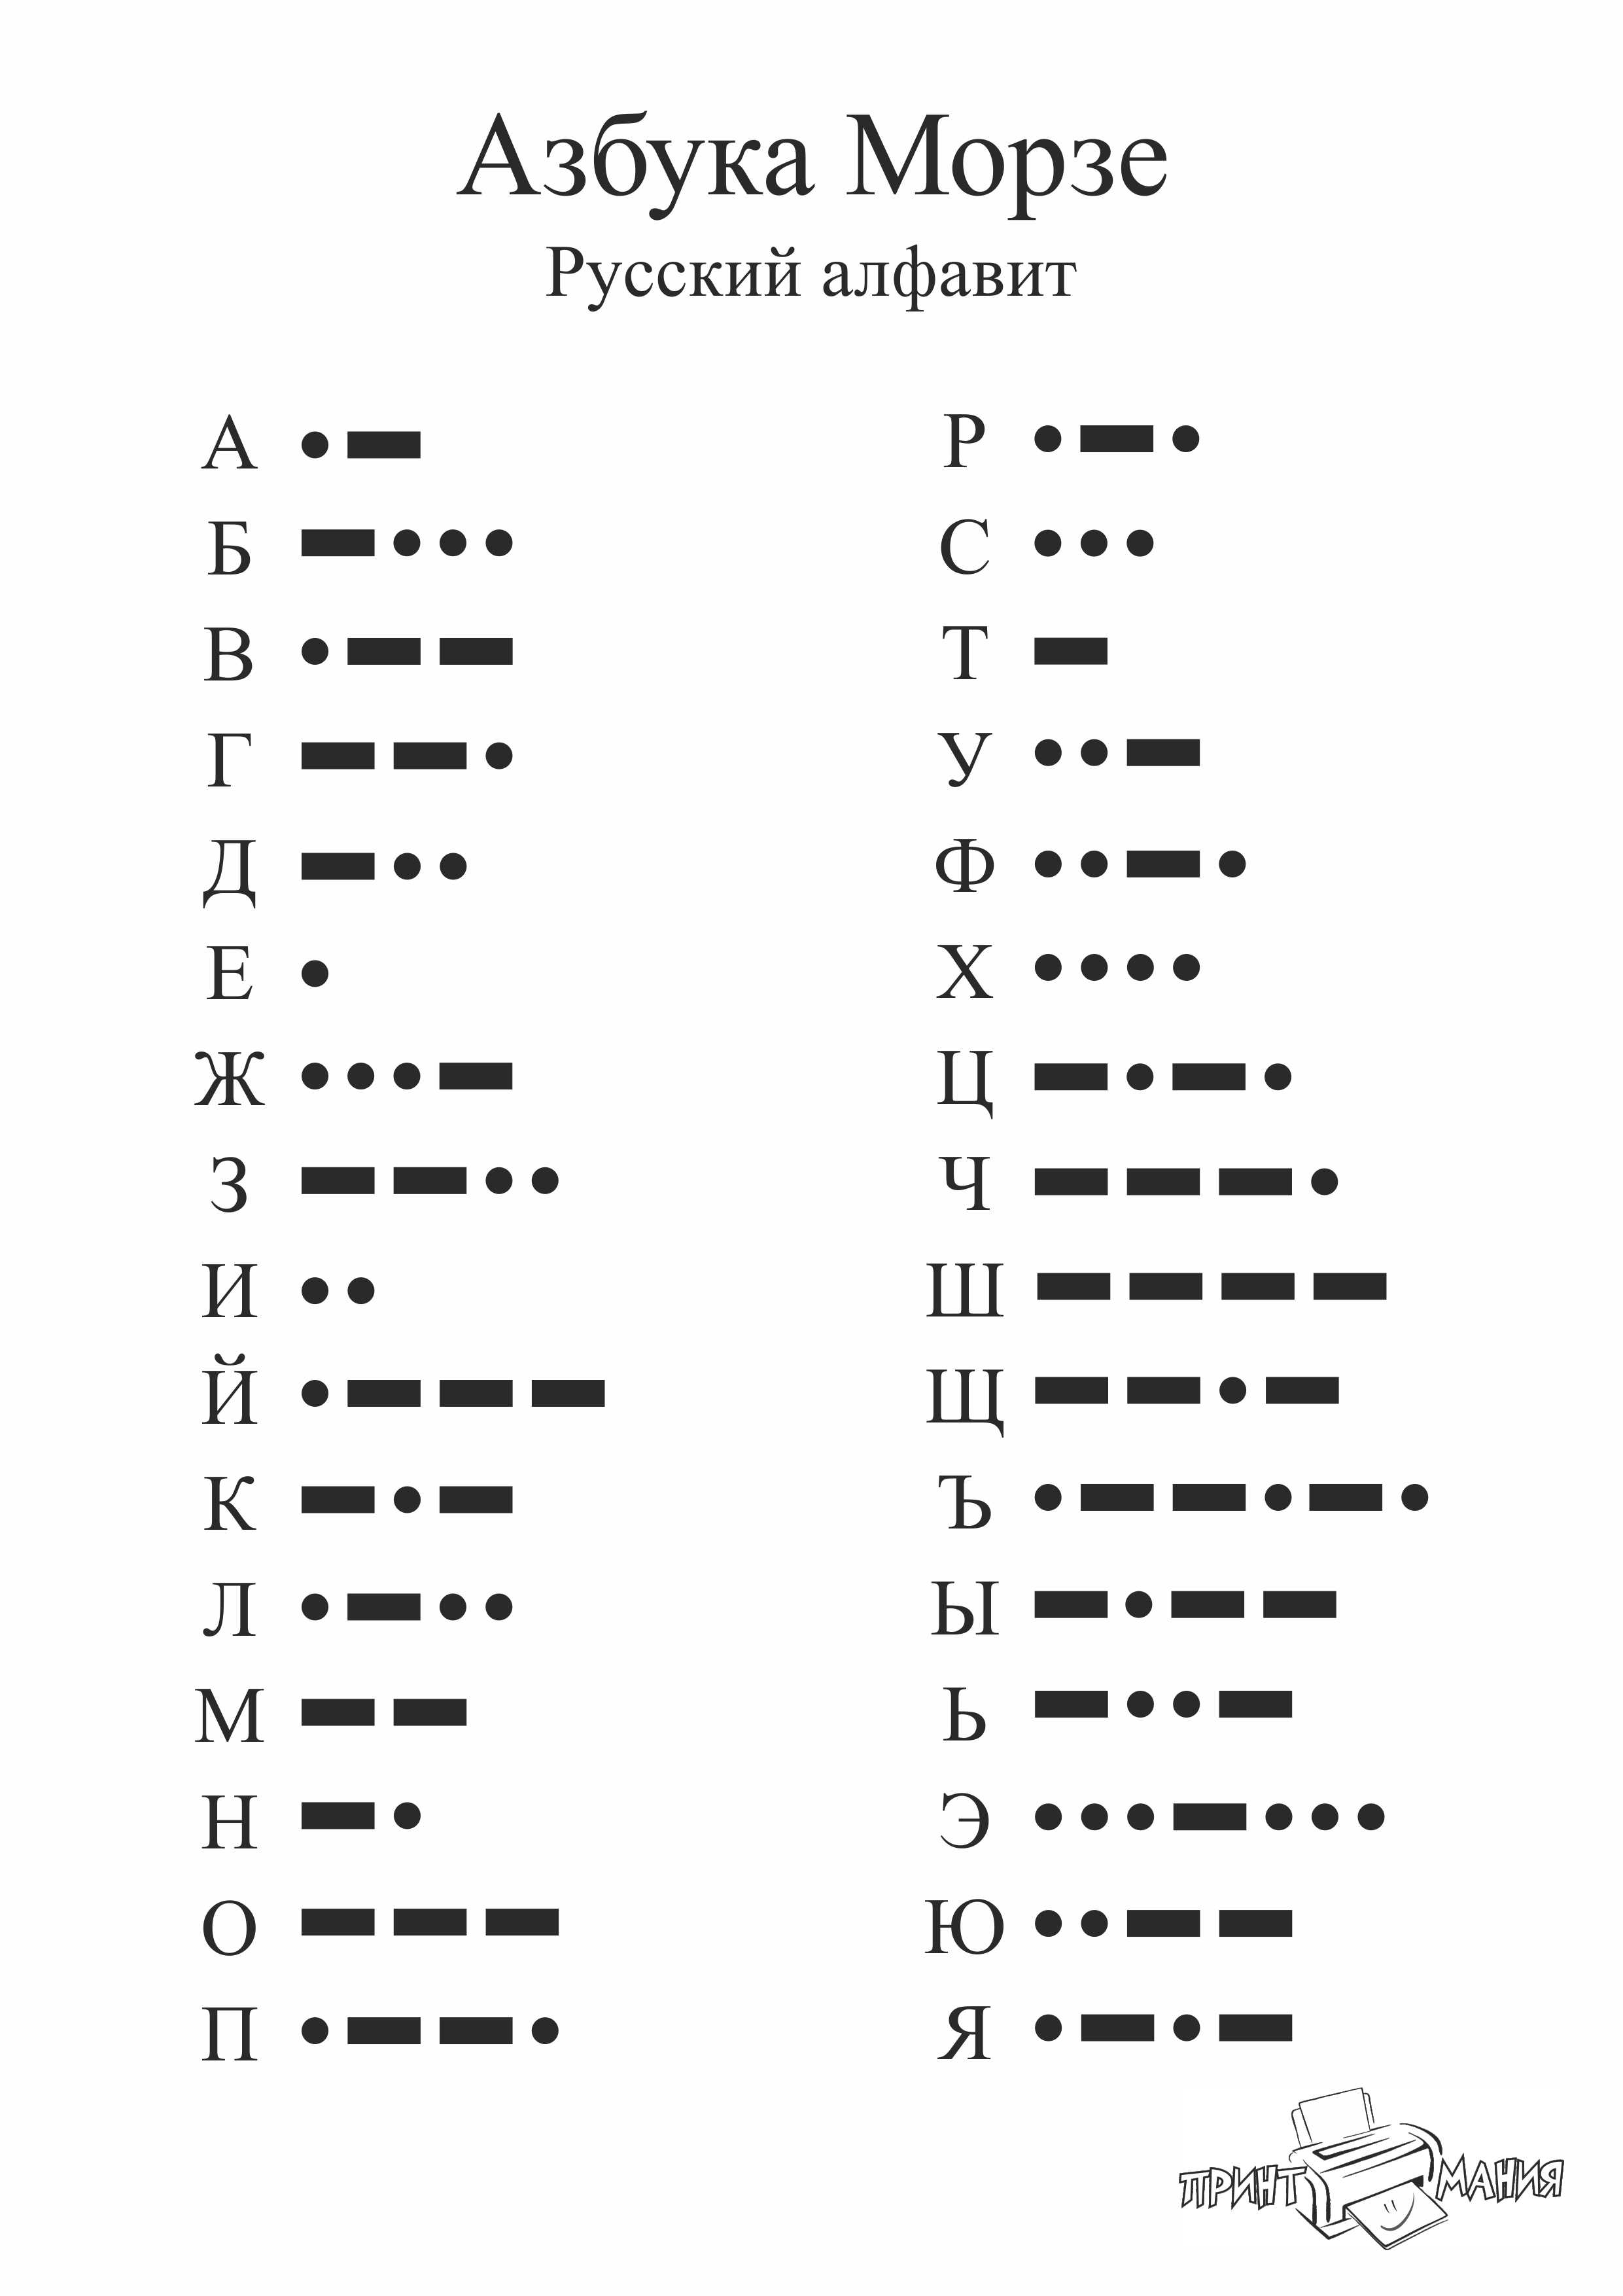 Азбука Морзе
Русский алфавит
А •–
Б –•••
В •––
Г ––•
Д –••
Е •
Ж •••–
З ––••
И ••
Й •–––
К –•–
Л •–••
М ––
Н –•
О –––
П •––•
Р •–•
С •••
Т –
У ••–
Ф ••–•
Х ••••
Ц –•–•
Ч –––•
Ш ––––
Щ ––•–
Ъ •––•–•
Ы –•––
Ь –••–
Э •••–•••
Ю ••––
Я •–•–
ПРИНТ МАНИЯ